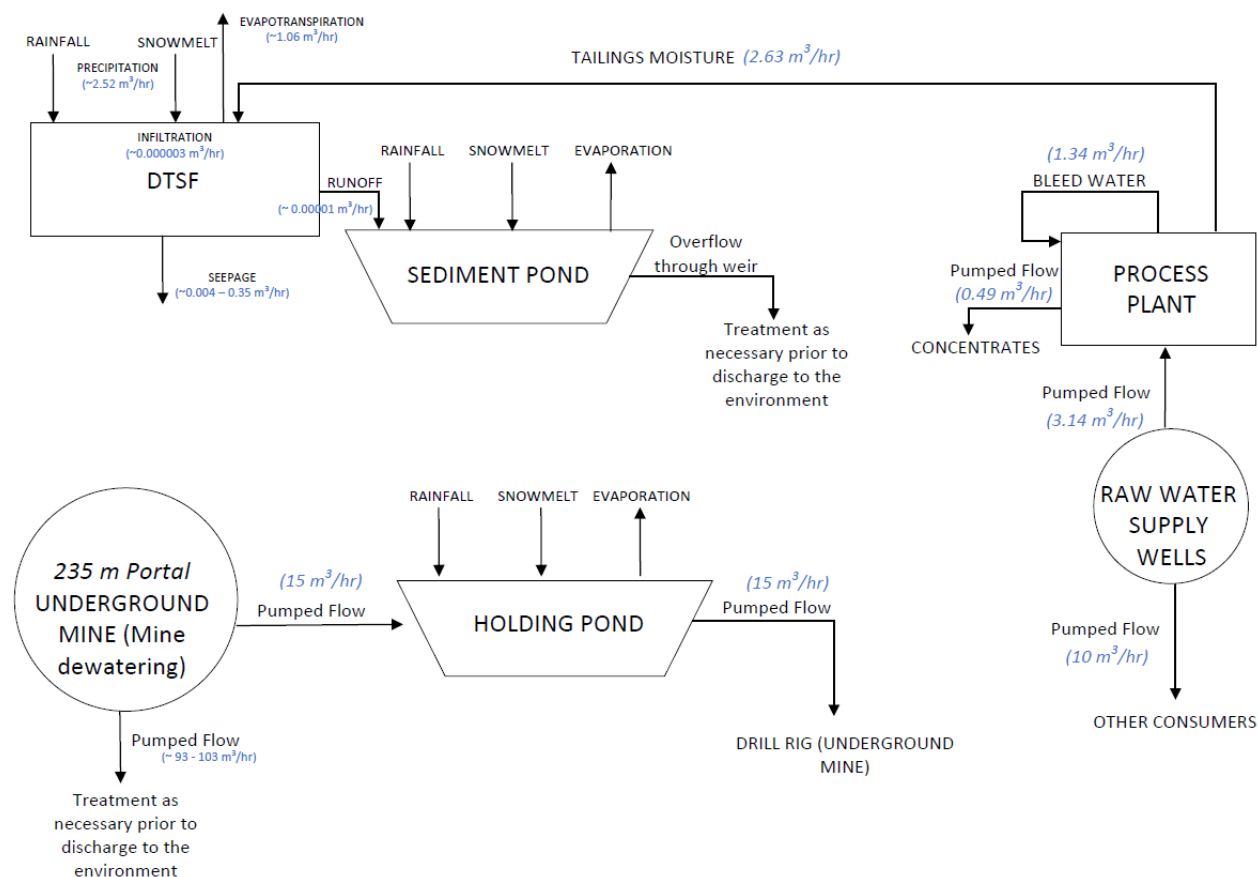 EVAPOTRANSPIRATION
(~1.06 m³/hr)
RAINFALL
SNOWMELT
PRECIPITATION
(~2.52 m³/hr)
TAILINGS MOISTURE (2.63 m³/hr)
INFILTRATION
(~0.000003 m³/hr)
DTSF
RUNOFF
(~ 0.00001 m³/hr)
SEEPAGE
(~0.004 – 0.35 m³/hr)
RAINFALL
SNOWMELT
EVAPORATION
SEDIMENT POND
Overflow
through weir
Treatment as
necessary prior to
discharge to the
environment
(1.34 m³/hr)
BLEED WATER
PROCESS
PLANT
Pumped Flow
(0.49 m³/hr)
CONCENTRATES
Pumped Flow
(3.14 m³/hr)
RAW WATER
SUPPLY
WELLS
Pumped Flow
(10 m³/hr)
OTHER CONSUMERS
235 m Portal
UNDERGROUND
MINE (Mine
dewatering)
(15 m³/hr)
Pumped Flow
RAINFALL
SNOWMELT
EVAPORATION
HOLDING POND
(15 m³/hr)
Pumped Flow
DRILL RIG (UNDERGROUND
MINE)
Pumped Flow
(~ 93 - 103 m³/hr)
Treatment as
necessary prior to
discharge to the
environment